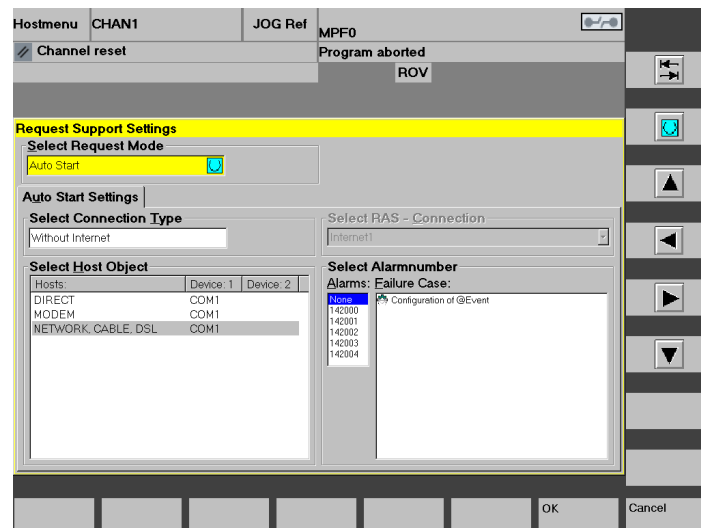 Hostmenu CHAN1 JOG Ref MPF0
Channel reset Program aborted
ROV
Request Support Settings
Select Request Mode
Auto Start
Auto Start Settings
Select Connection Type
Without Internet
Select RAS - Connection
Internet1
Select Host Object
Hosts: Device: 1 Device: 2
DIRECT COM1
MODEM COM1
NETWORK, CABLE, DSL COM1
Select Alarmnumber
Alarms: Failure Case:
None Configuration of @Event
142000
142001
142002
142003
142004
OK Cancel